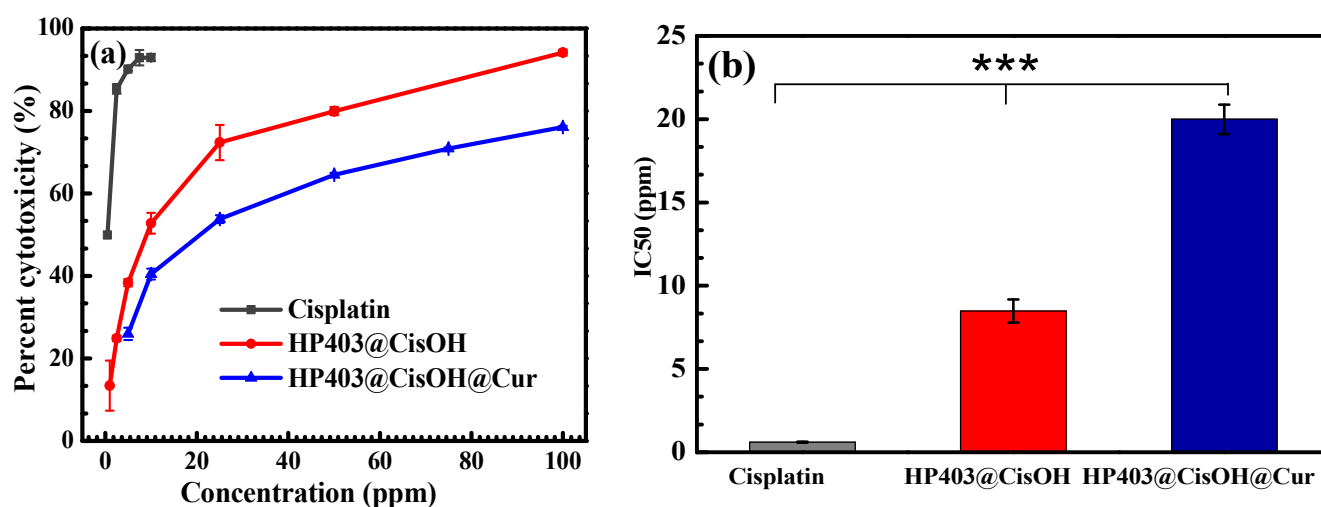 (a)
Percent cytotoxicity (%)
100
80
60
40
20
0
Cisplatin
HP403@CisOH
HP403@CisOH@Cur
0 20 40 60 80 100
Concentration (ppm)
(b)
***
IC50 (ppm)
25
20
15
10
5
0
Cisplatin HP403@CisOH HP403@CisOH@Cur